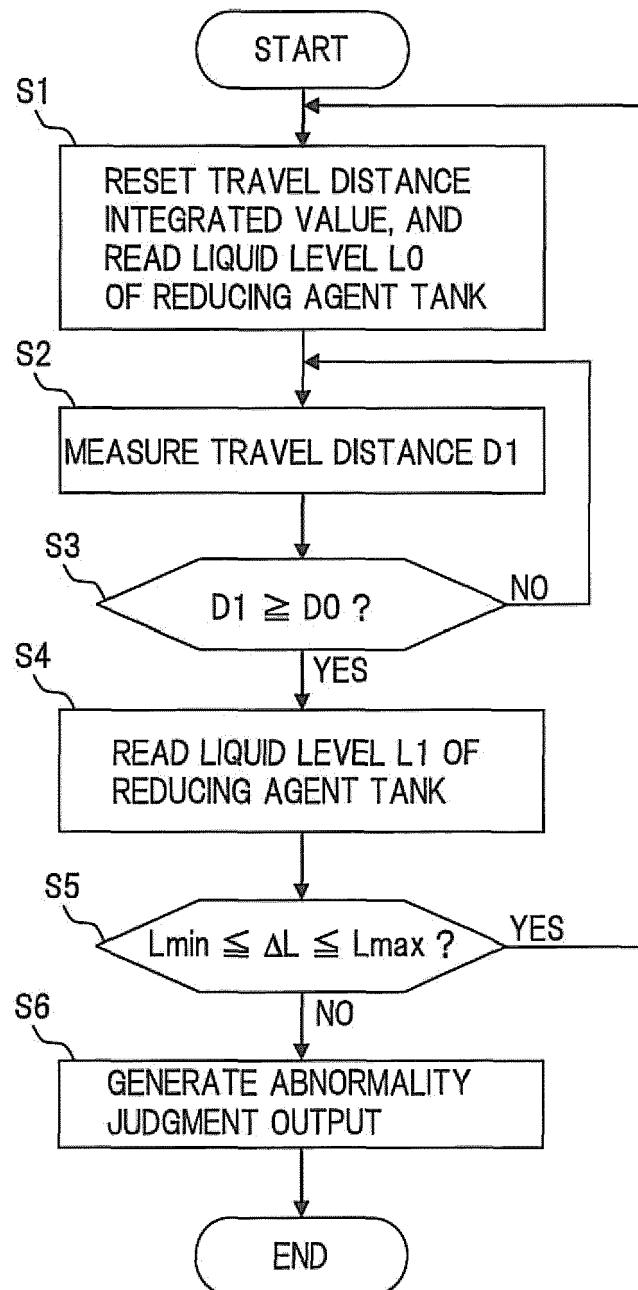 START
S1
RESET TRAVEL DISTANCE
INTEGRATED VALUE, AND
READ LIQUID LEVEL L0
OF REDUCING AGENT TANK
S2
MEASURE TRAVEL DISTANCE D1
S3
D1 ≧ D0 ?
NO
YES
S4
READ LIQUID LEVEL L1 OF
REDUCING AGENT TANK
S5
Lmin ≦ ΔL ≦ Lmax ?
YES
NO
S6
GENERATE ABNORMALITY
JUDGMENT OUTPUT
END